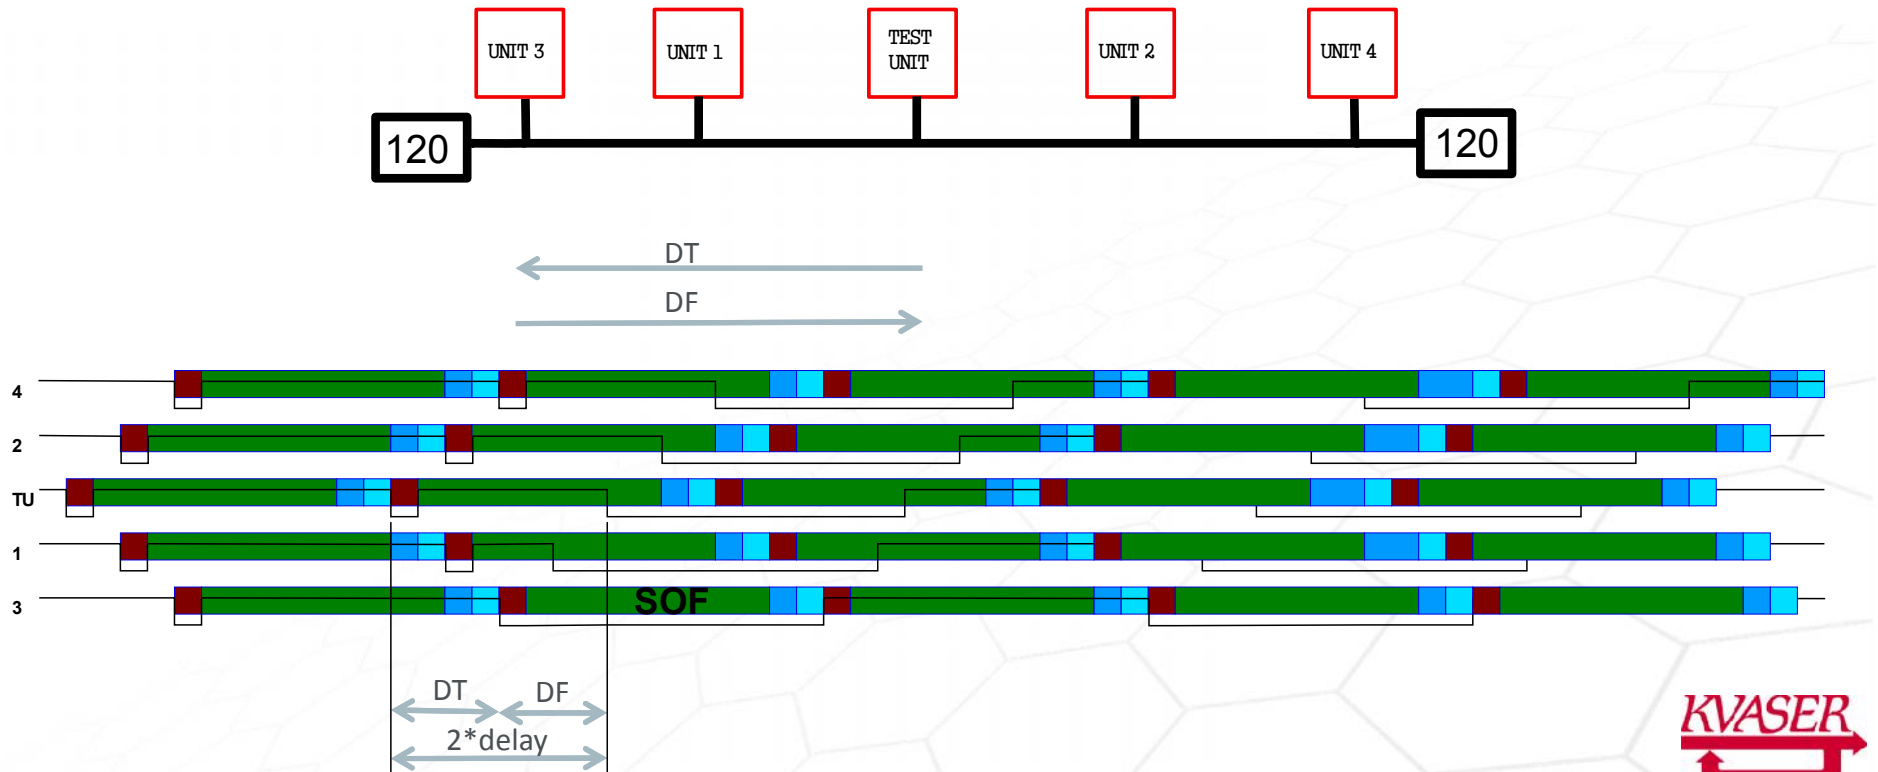 UNIT 3
UNIT 1
TEST
UNIT
UNIT 2
UNIT 4
120
120
DT
DF
4
2
TU
1
3
SOF
DT
DF
2*delay
KVASER